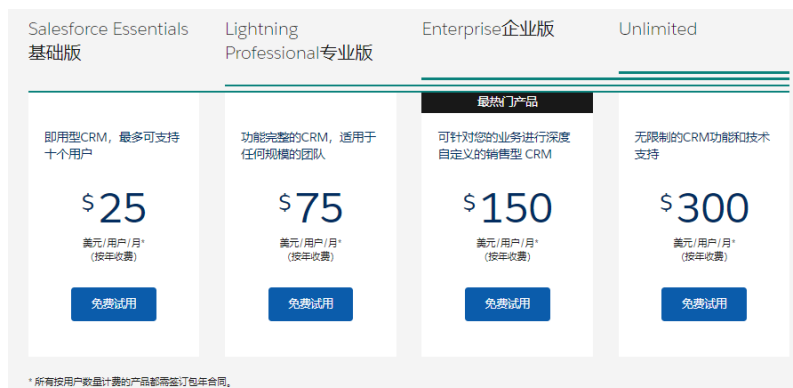 Salesforce Essentials
基础版
Lightning
Professional专业版
Enterprise企业版
Unlimited
即用型CRM，最多可支持
十个用户
$25
美元/用户/月*
(按年收费)
免费试用
功能完整的CRM，适用于
任何规模的团队
$75
美元/用户/月*
(按年收费)
免费试用
最热门产品
可针对您的业务进行深度
自定义的销售型 CRM
$150
美元/用户/月*
(按年收费)
免费试用
无限制的CRM功能和技术
支持
$300
美元/用户/月*
(按年收费)
免费试用
* 所有按用户数量计费的产品都需签订包年合同。